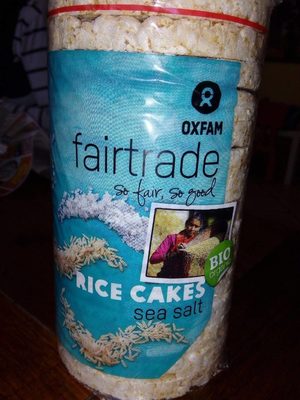 OXFAM
fairtrade
so fair, so good
BIO
RICE CAKES
sea salt